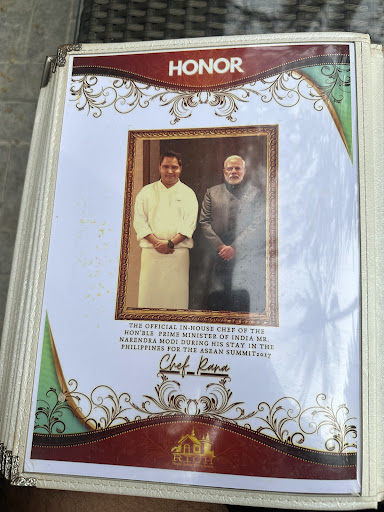 HONOR
THE OFFICIAL IN-HOUSE CHEF OF THE
HON'BLE PRIME MINISTER OF INDIA MR.
NARENDRA MODI DURING HIS STAY IN THE
PHILIPPINES FOR THE ASEAN SUMMIT2017
Chef Rana